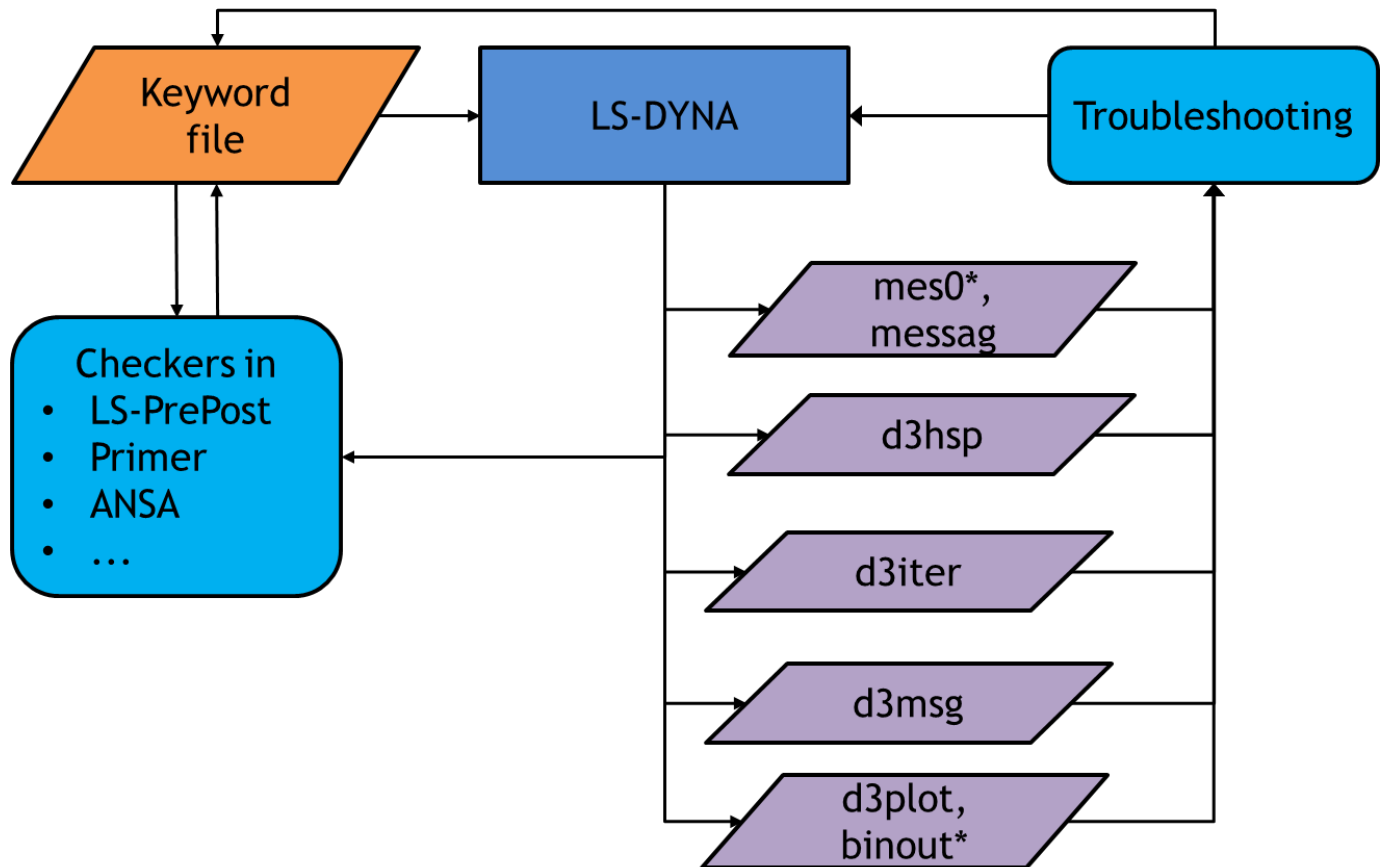 Keyword
file
LS-DYNA
Troubleshooting
mes0*,
messag
Checkers in
• LS-PrePost
• Primer
• ANSA
• ...
d3hsp
d3iter
d3msg
d3plot,
binout*